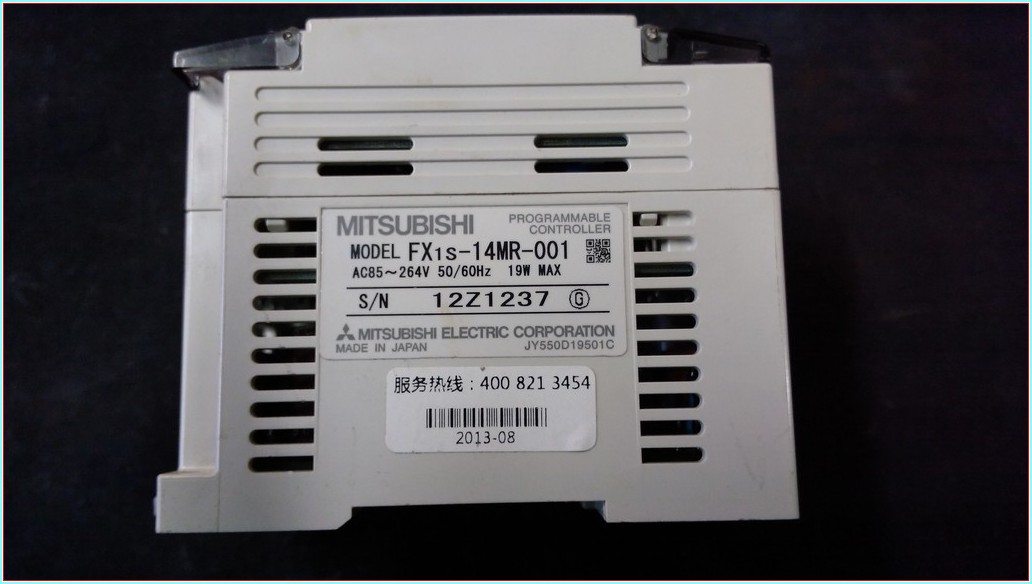 MITSUBISHI
PROGRAMMABLE
CONTROLLER
MODEL FX1S-14MR-001
AC85~264V 50/60Hz 19W MAX
S/N 12Z1237 G
MITSUBISHI ELECTRIC CORPORATION
MADE IN JAPAN JY550D19501C
服务热线：400 821 3454
2013-08